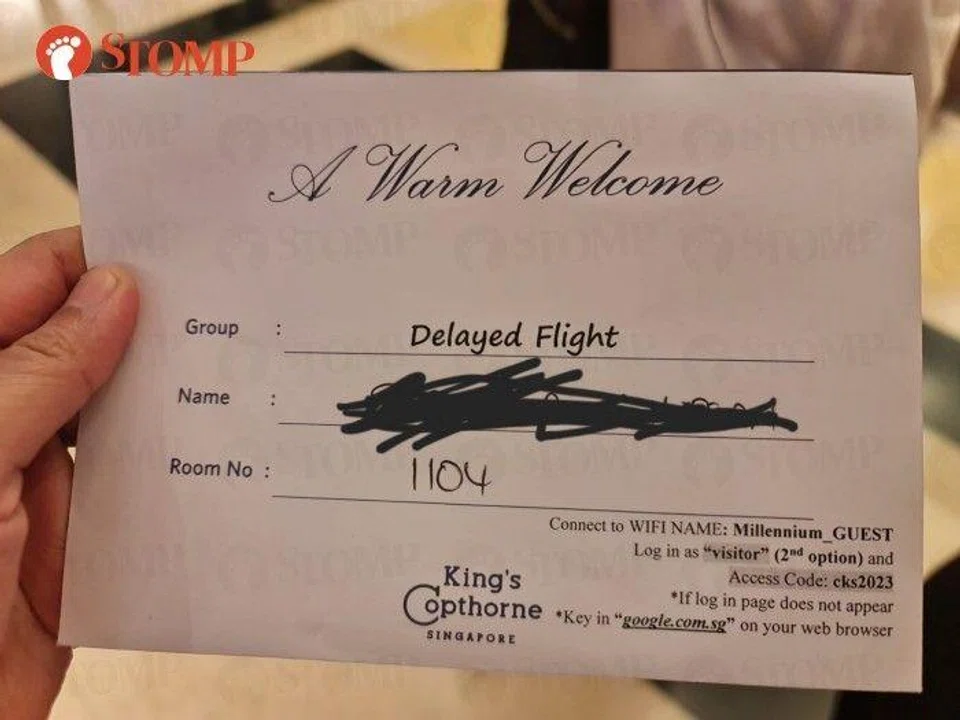 STOMP
A Warm Welcome
Group : Delayed Flight
Name :
Room No : 1104
Connect to WIFI NAME: Millennium_GUEST
Log in as “visitor” (2nd option) and
Access Code: cks2023
*If log in page does not appear
*Key in “google.com.sg” on your web browser
King's
Copthorne
SINGAPORE